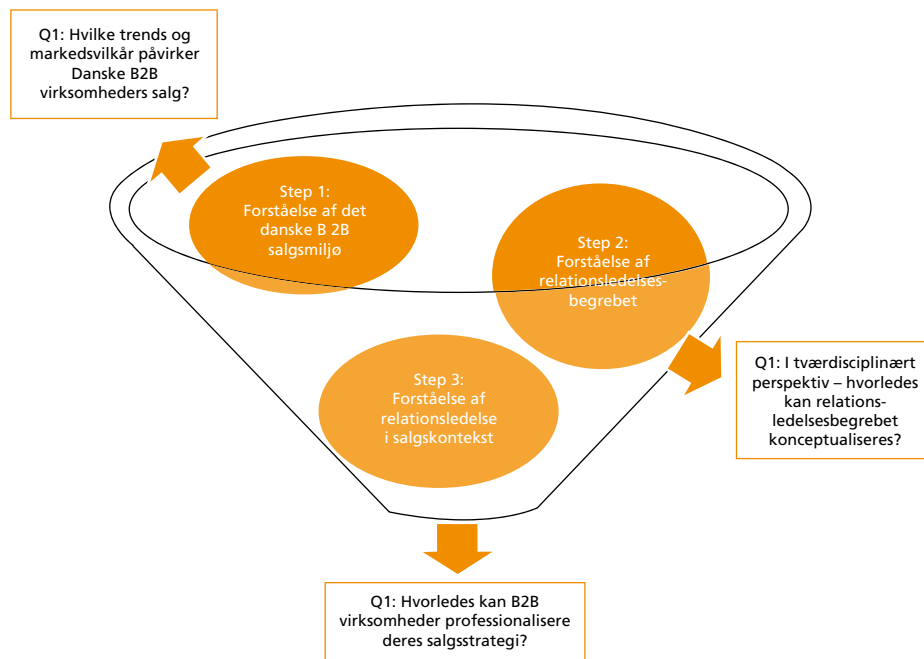 Q1: Hvilke trends og
markedsvilkår påvirker
Danske B2B
virksomheders salg?
Step 1:
Forståelse af det
danske B 2B
salgsmiljø
Step 2:
Forståelse af
relationsledelses-
begrebet
Step 3:
Forståelse af
relationsledelse
i salgskontekst
Q1: I tværdisciplinært
perspektiv – hvorledes
kan relations-
ledelsesbegrebet
konceptualiseres?
Q1: Hvorledes kan B2B
virksomheder professionalisere
deres salgsstrategi?